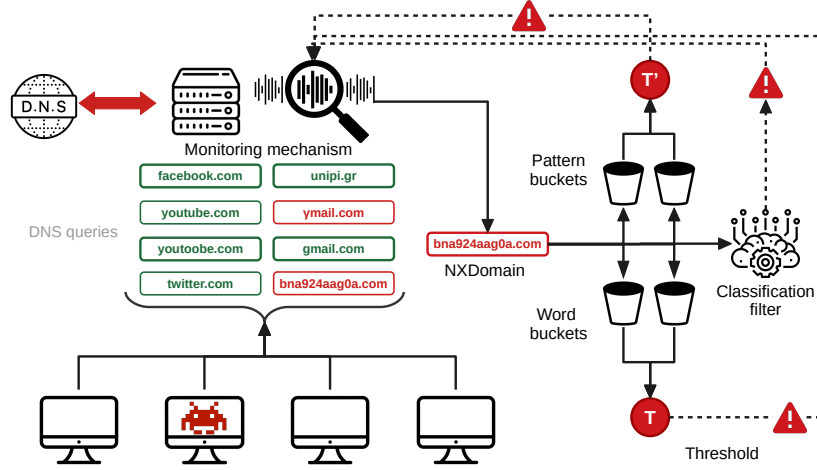 D.N.S
Monitoring mechanism
facebook.com
unipi.gr
youtube.com
ymail.com
DNS queries
youtoobe.com
gmail.com
twitter.com
bna924aag0a.com
bna924aag0a.com
NXDomain
T'
Pattern
buckets
Word
buckets
Classification
filter
T
Threshold